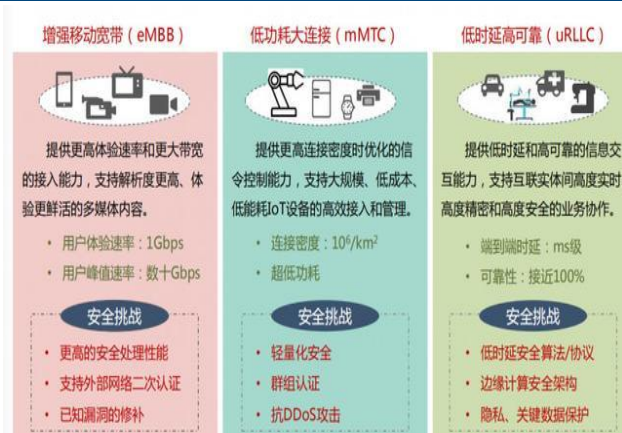 增强移动宽带（eMBB）
提供更高体验速率和更大带宽
的接入能力，支持解析度更高、体
验更鲜活的多媒体内容。
• 用户体验速率：1Gbps
• 用户峰值速率：数十Gbps
安全挑战
• 更高的安全处理性能
• 支持外部网络二次认证
• 已知漏洞的修补
低功耗大连接（mMTC）
提供更高连接密度时优化的信
令控制能力，支持大规模、低成本、
低能耗IoT设备的高效接入和管理。
• 连接密度：10⁶/km²
• 超低功耗
安全挑战
• 轻量化安全
• 群组认证
• 抗DDoS攻击
低时延高可靠（uRLLC）
提供低时延和高可靠的信息交
互能力，支持互联实体间高度实时、
高度精密和高度安全的业务协作。
• 端到端时延：ms级
• 可靠性：接近100%
安全挑战
• 低时延安全算法/协议
• 边缘计算安全架构
• 隐私、关键数据保护